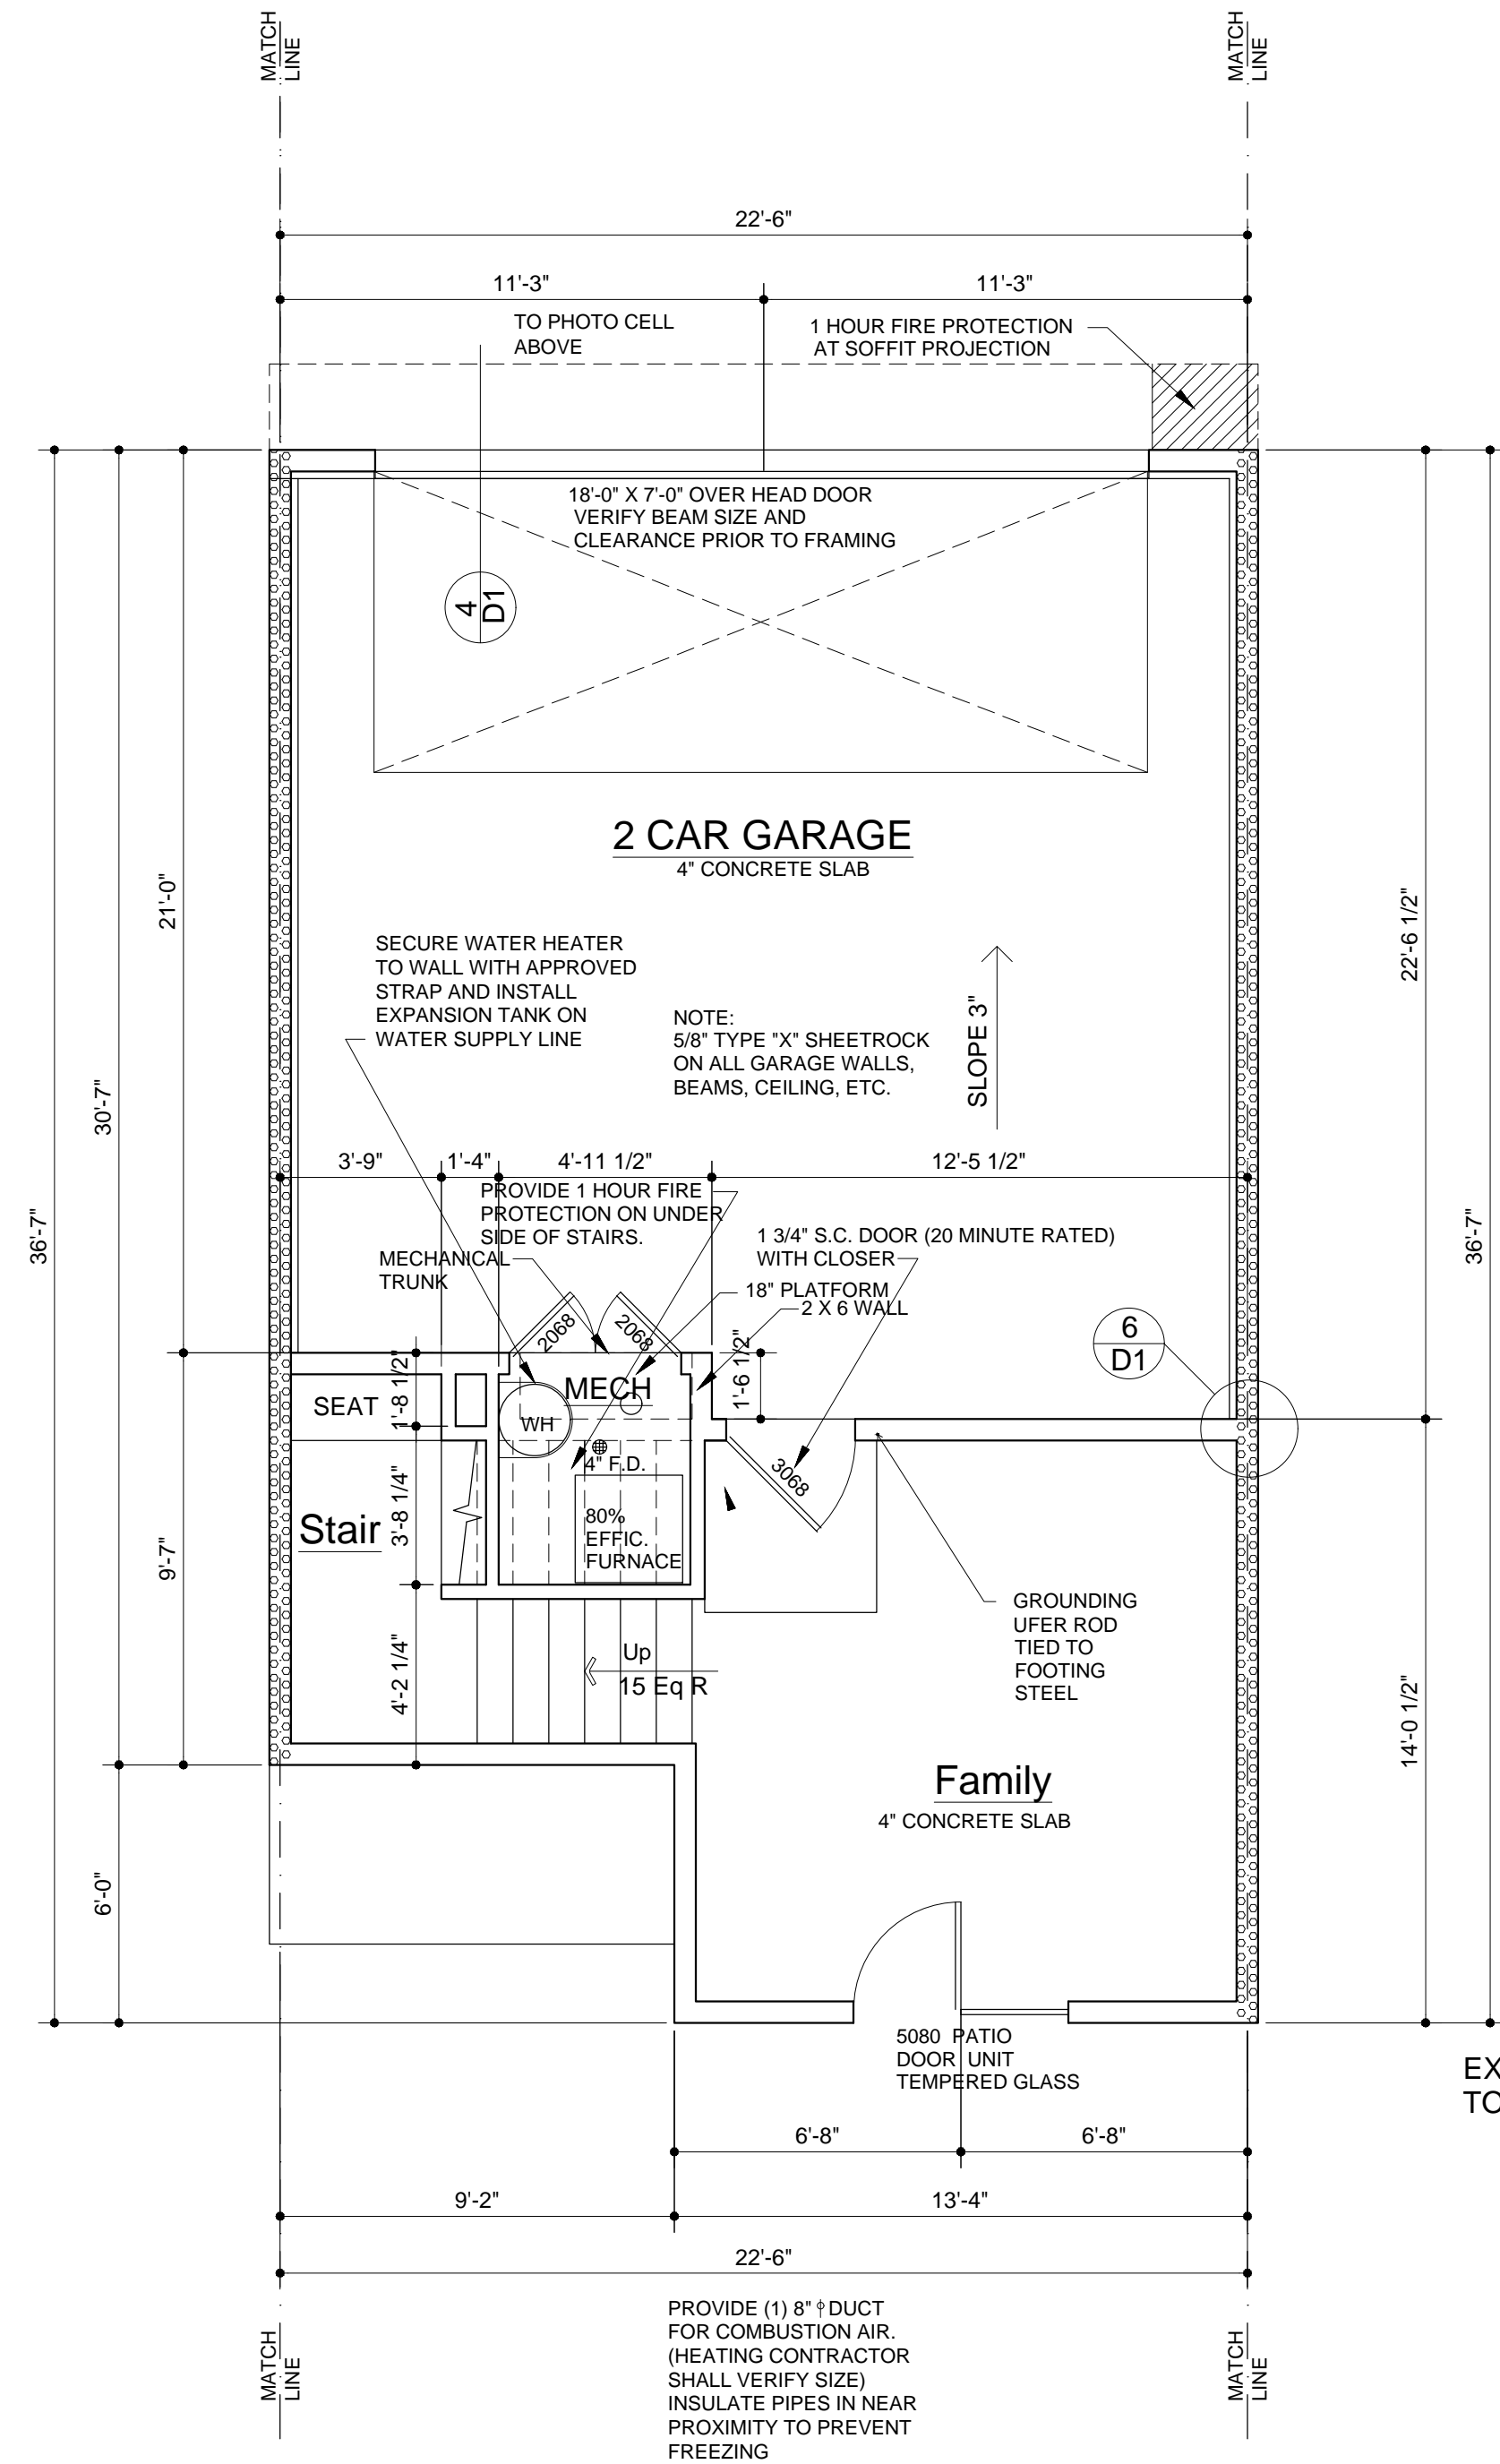 MATCH
LINE
MATCH
LINE
22'-6"
11'-3"
11'-3"
TO PHOTO CELL
ABOVE
1 HOUR FIRE PROTECTION
AT SOFFIT PROJECTION
18'-0" X 7'-0" OVER HEAD DOOR
VERIFY BEAM SIZE AND
CLEARANCE PRIOR TO FRAMING
4
D1
2 CAR GARAGE
4" CONCRETE SLAB
21'-0"
30'-7"
36'-7"
22'-6 1/2"
36'-7"
SECURE WATER HEATER
TO WALL WITH APPROVED
STRAP AND INSTALL
EXPANSION TANK ON
WATER SUPPLY LINE
NOTE:
5/8" TYPE "X" SHEETROCK
ON ALL GARAGE WALLS,
BEAMS, CEILING, ETC.
SLOPE 3"
3'-9"
1'-4"
4'-11 1/2"
12'-5 1/2"
PROVIDE 1 HOUR FIRE
PROTECTION ON UNDER
SIDE OF STAIRS.
MECHANICAL
TRUNK
1 3/4" S.C. DOOR (20 MINUTE RATED)
WITH CLOSER
18" PLATFORM
2 X 6 WALL
2068
2068
1'-6 1/2"
6
D1
SEAT
1'-8 1/2"
MECH
WH
4" F.D.
3068
80%
EFFIC.
FURNACE
Stair
3'-8 1/4"
9'-7"
GROUNDING
UFER ROD
TIED TO
FOOTING
STEEL
4'-2 1/4"
Up
15 Eq R
14'-0 1/2"
Family
4" CONCRETE SLAB
6'-0"
5080 PATIO
DOOR UNIT
TEMPERED GLASS
EX
TO
6'-8"
6'-8"
9'-2"
13'-4"
22'-6"
MATCH
LINE
MATCH
LINE
PROVIDE (1) 8" ϕ DUCT
FOR COMBUSTION AIR.
(HEATING CONTRACTOR
SHALL VERIFY SIZE)
INSULATE PIPES IN NEAR
PROXIMITY TO PREVENT
FREEZING